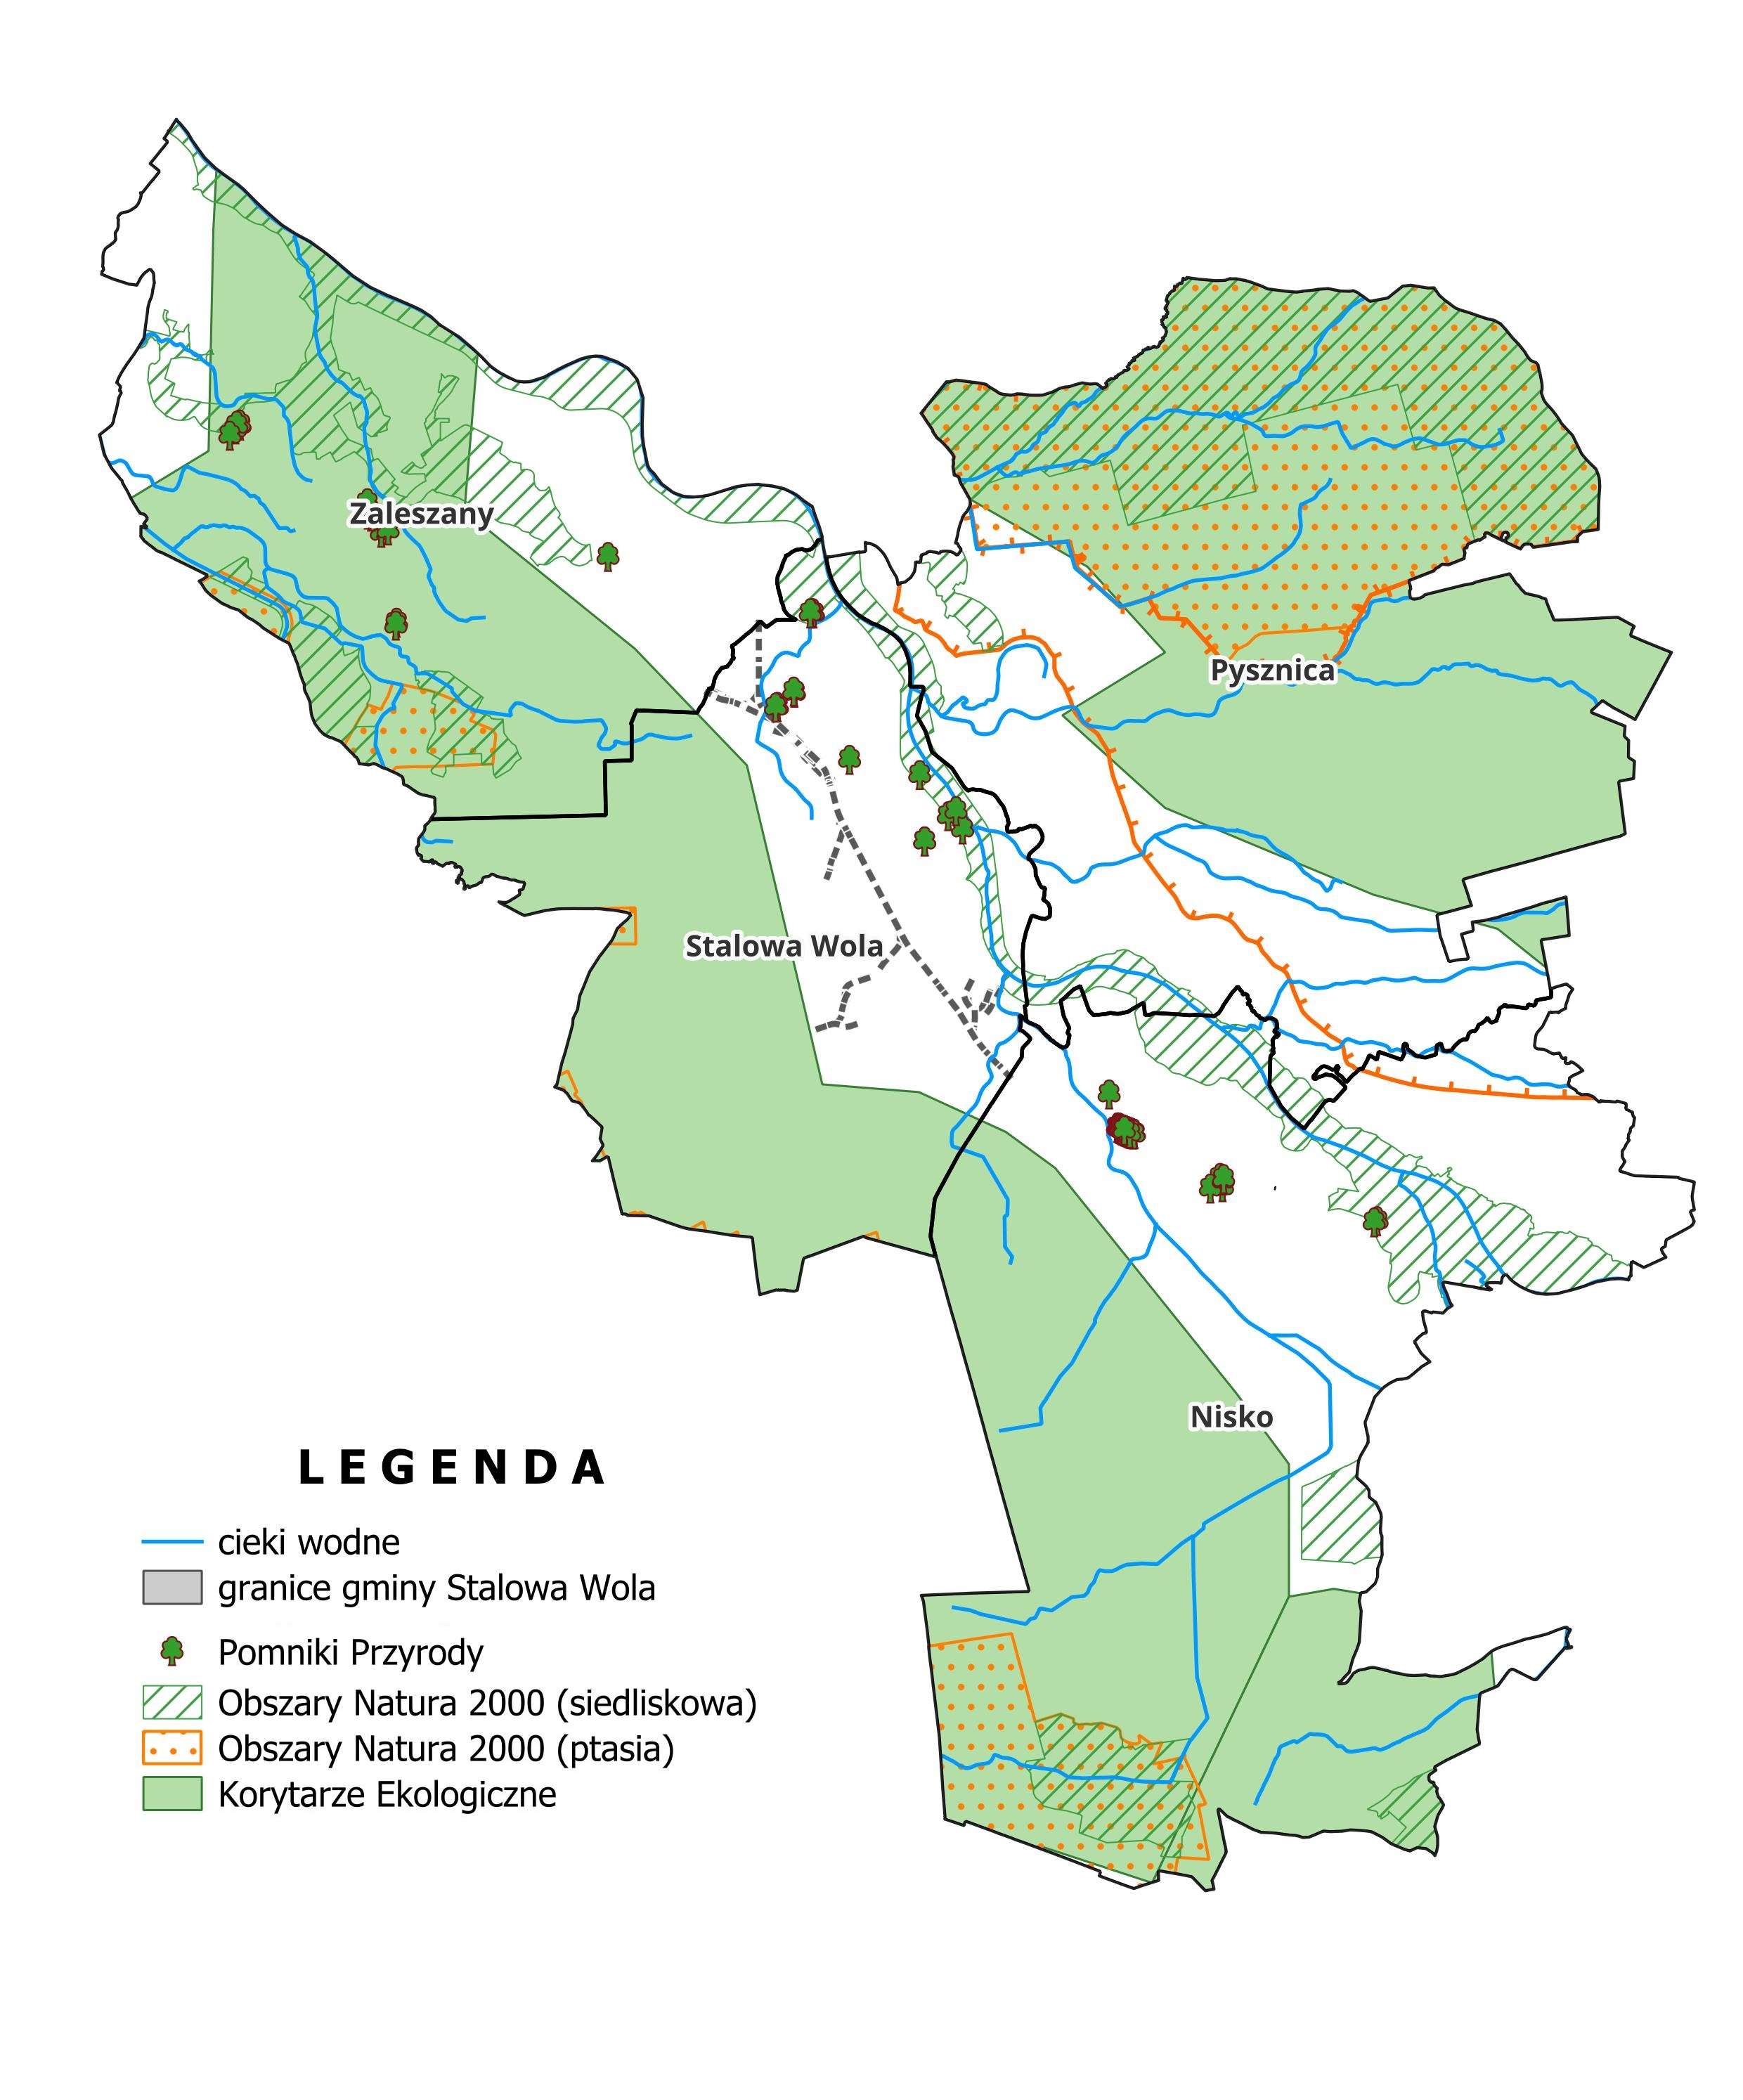 Zaleszany
Pysznica
Stalowa Wola
Nisko
LEGENDA
cieki wodne
granice gminy Stalowa Wola
Pomniki Przyrody
Obszary Natura 2000 (siedliskowa)
Obszary Natura 2000 (ptasia)
Korytarze Ekologiczne